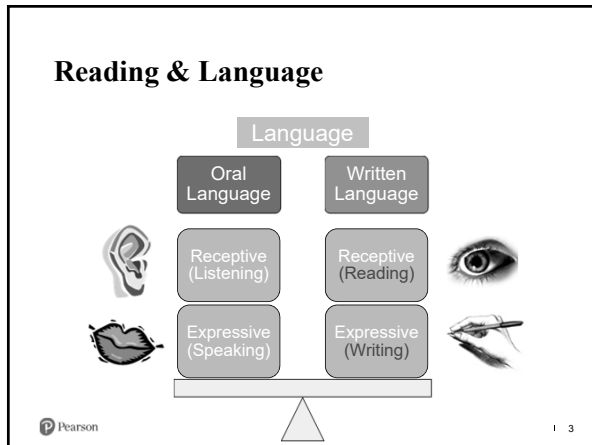 Reading & Language
Language
Oral
Language
Written
Language
Receptive
(Listening)
Receptive
(Reading)
Expressive
(Speaking)
Expressive
(Writing)
Pearson
3